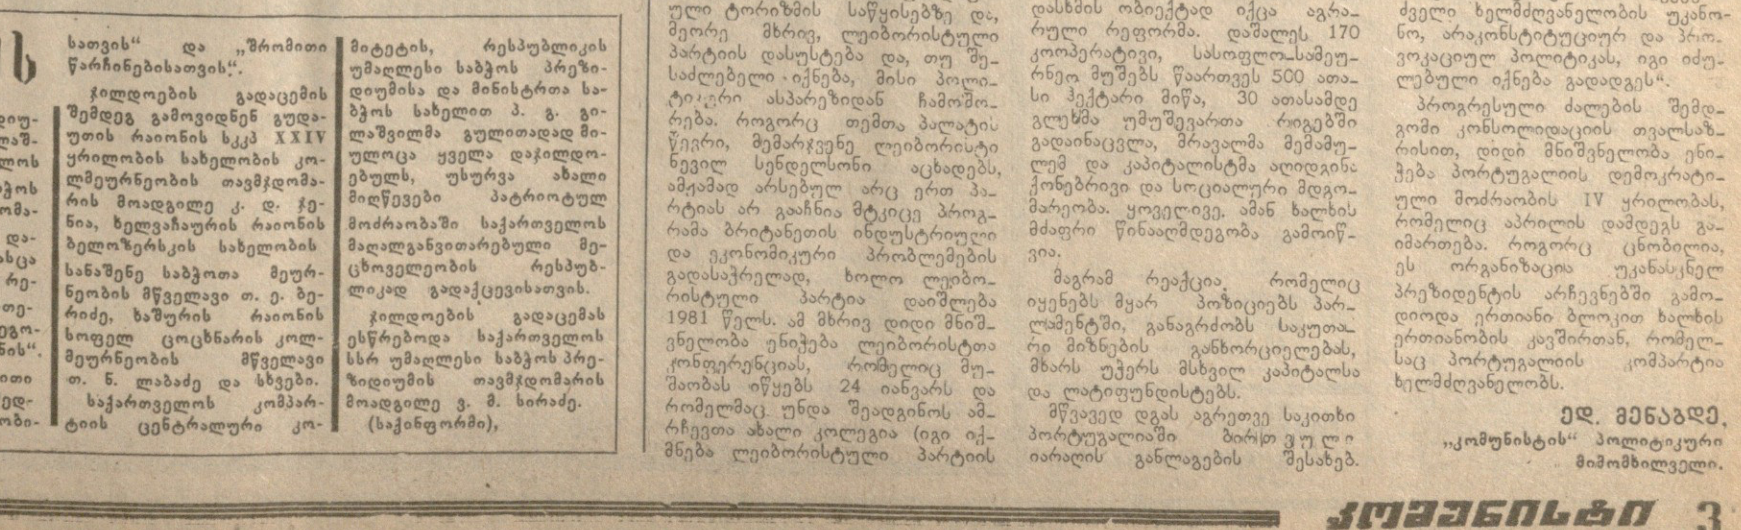 სათვის“ და „შრომითი
წარჩინებისათვის“.
ჯილდოების გადაცემის
შემდეგ გამოვიდნენ გუდა-
უთის რაიონის სკკპ XXIV
ყრილობის სახელობის კო-
ლმეურნეობის თავმჯდომა-
რის მოადგილე კ. დ. ჯე-
ნია, ხელვაჩაურის რაიონის
ბელოზერსკის სახელობის
სანაშენე საბჭოთა მეურ-
ნეობის მწველავი თ. ე. ბე-
რიძე, ხაშურის რაიონის
სოფელ ცოცხნარის კოლ-
მეურნეობის მწველავი
თ. ნ. ლაბაძე და სხვები.
საქართველოს კომპარ-
ტიის ცენტრალური კო-
მიტეტის, რესპუბლიკის
უმაღლესი საბჭოს პრეზი-
დიუმისა და მინისტრთა სა-
ბჭოს სახელით პ. გ. გი-
ლაშვილმა გულითადად მი-
ულოცა ყველა დაჯილდო-
ებულს, უსურვა ახალი
მიღწევები პატრიოტულ
მოძრაობაში საქართველოს
მაღალგანვითარებული მე-
ცხოველეობის რესპუბ-
ლიკად გადაქცევისათვის.
ჯილდოების გადაცემას
ესწრებოდა საქართველოს
სსრ უმაღლესი საბჭოს პრე-
ზიდიუმის თავმჯდომარის
მოადგილე ვ. მ. სირაძე.
(საქინფორმი),
ული ტორიზმის საწყისებზე და,
მეორე მხრივ, ლეიბორისტული
პარტიის დასუსტება და, თუ შე-
საძლებელი იქნება, მისი პოლი-
ტიკური ასპარეზიდან ჩამოშო-
რება. როგორც თემთა პალატის
წევრი, მემარჯვენე ლეიბორისტი
ნევილ სენდელსონი აცხადებს,
ამჟამად არსებულ არც ერთ პა-
რტიას არ გააჩნია მტკიცე პროგ-
რამა ბრიტანეთის ინდუსტრიული
და ეკონომიკური პრობლემების
გადასაჭრელად, ხოლო ლეიბო-
რისტული პარტია დაიშლება
1981 წელს. ამ მხრივ დიდი მნიშ-
ვნელობა ენიჭება ლეიბორისტთა
კონფერენციას, რომელიც მუ-
შაობას იწყებს 24 იანვარს და
რომელმაც უნდა შეადგინოს ამ-
რჩევთა ახალი კოლეგია (იგი იქ-
მნება ლეიბორისტული პარტიის
დასხმის ობიექტად იქცა აგრა-
რული რეფორმა. დაშალეს 170
კოოპერატივი, სასოფლო-სამეუ-
რნეო მუშებს წაართვეს 500 ათა-
სი ჰექტარი მიწა, 30 ათასამდე
გლეხმა უმუშევართა რიგებში
გადაინაცვლა, მრავალმა მემამუ-
ლემ და კაპიტალისტმა აღიდგინა
ქონებრივი და სოციალური მდგო-
მარეობა. ყოველივე. ამან ხალხის
მძაფრი წინააღმდეგობა გამოიწ-
ვია.
მაგრამ რეაქცია, რომელიც
იყენებს მყარ პოზიციებს პარ-
ლამენტში, განაგრძობს საკუთა-
რი მიზნების განხორციელებას,
მხარს უჭერს მსხვილ კაპიტალსა
და ლატიფუნდისტებს.
მწვავედ დგას აგრეთვე საკითხი
პორტუგალიაში ბირთვული
იარაღის განლაგების შესახებ.
ძველი ხელმძღვანელობის უკანო-
ნო, არაკონსტიტუციურ და პრო-
ვოკაციულ პოლიტიკას, იგი იძუ-
ლებული იქნება გადადგეს“.
პროგრესული ძალების შემდ-
გომი კონსოლიდაციის თვალსაზ-
რისით, დიდი მნიშვნელობა ენი-
ჭება პორტუგალიის დემოკრატი-
ული მოძრაობის IV ყრილობას,
რომელიც აპრილის დამდეგს გა-
იმართება. როგორც ცნობილია,
ეს ორგანიზაცია უკანასკნელ
პრეზიდენტის არჩევნებში გამო-
დიოდა ერთიანი ბლოკით ხალხის
ერთიანობის კავშირთან, რომელ-
საც პორტუგალიის კომპარტია
ხელმძღვანელობს.
ედ. მენაბდე,
„კომუნისტის“ პოლიტიკური
მიმომხილველი.
კომუნისტი 3